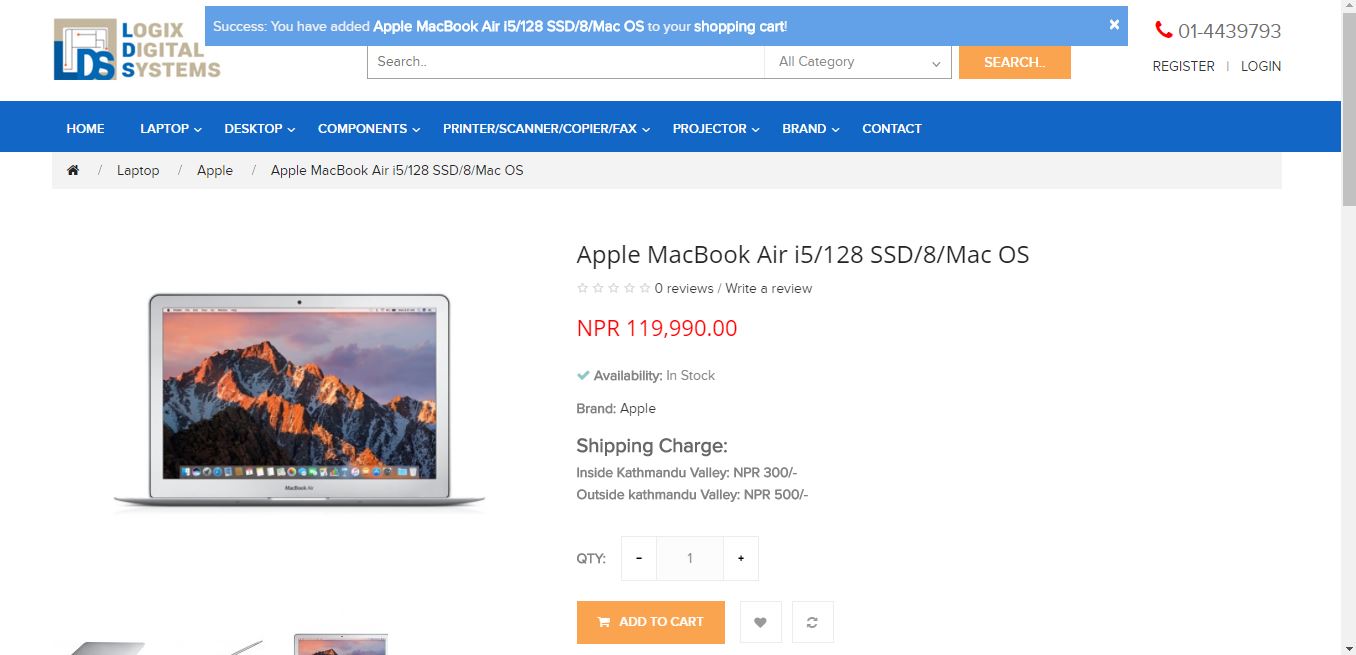 LOGIX
DIGITAL
SYSTEMS
LDS
Success: You have added Apple MacBook Air i5/128 SSD/8/Mac OS to your shopping cart! ×
01-4439793
Search..
All Category
SEARCH..
REGISTER | LOGIN
HOME LAPTOP DESKTOP COMPONENTS PRINTER/SCANNER/COPIER/FAX PROJECTOR BRAND CONTACT
/ Laptop / Apple / Apple MacBook Air i5/128 SSD/8/Mac OS
Apple MacBook Air i5/128 SSD/8/Mac OS
0 reviews / Write a review
NPR 119,990.00
Availability: In Stock
Brand: Apple
Shipping Charge:
Inside Kathmandu Valley: NPR 300/-
Outside kathmandu Valley: NPR 500/-
QTY: - 1 +
ADD TO CART
MacBook Air